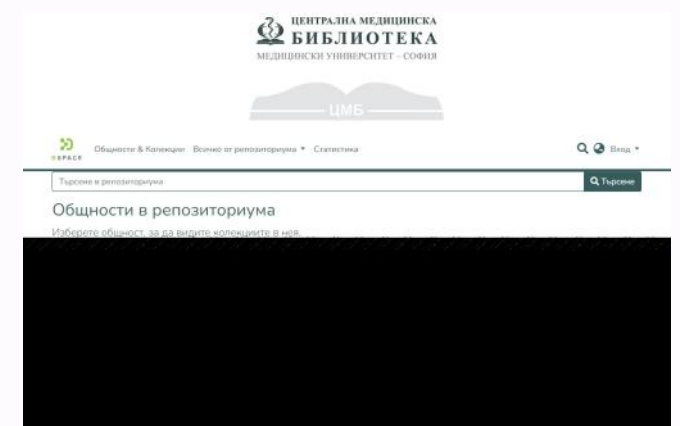 ЦЕНТРАЛНА МЕДИЦИНСКА
БИБЛИОТЕКА
МЕДИЦИНСКИ УНИВЕРСИТЕТ - СОФИЯ
ЦМБ
DSPACE Общности & Колекции Всичко от репозиториума Статистика Вход
Търсене в репозиториума Търсене
Общности в репозиториума
Изберете общност, за да видите колекциите в нея.